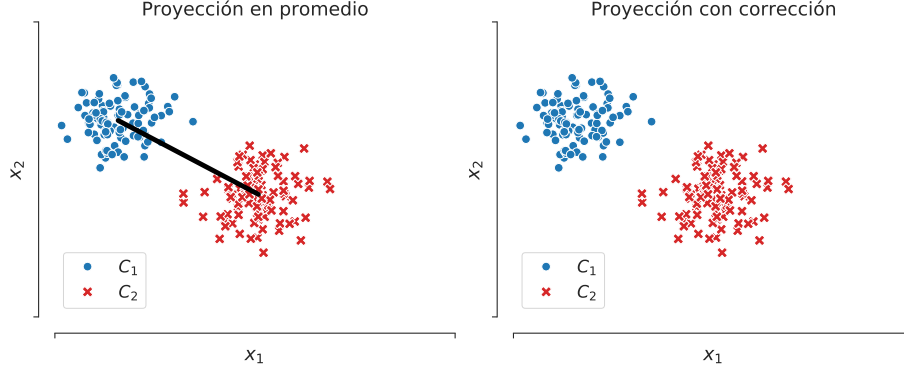 Proyección en promedio
x₂
C₁
C₂
x₁
Proyección con corrección
x₂
C₁
C₂
x₁